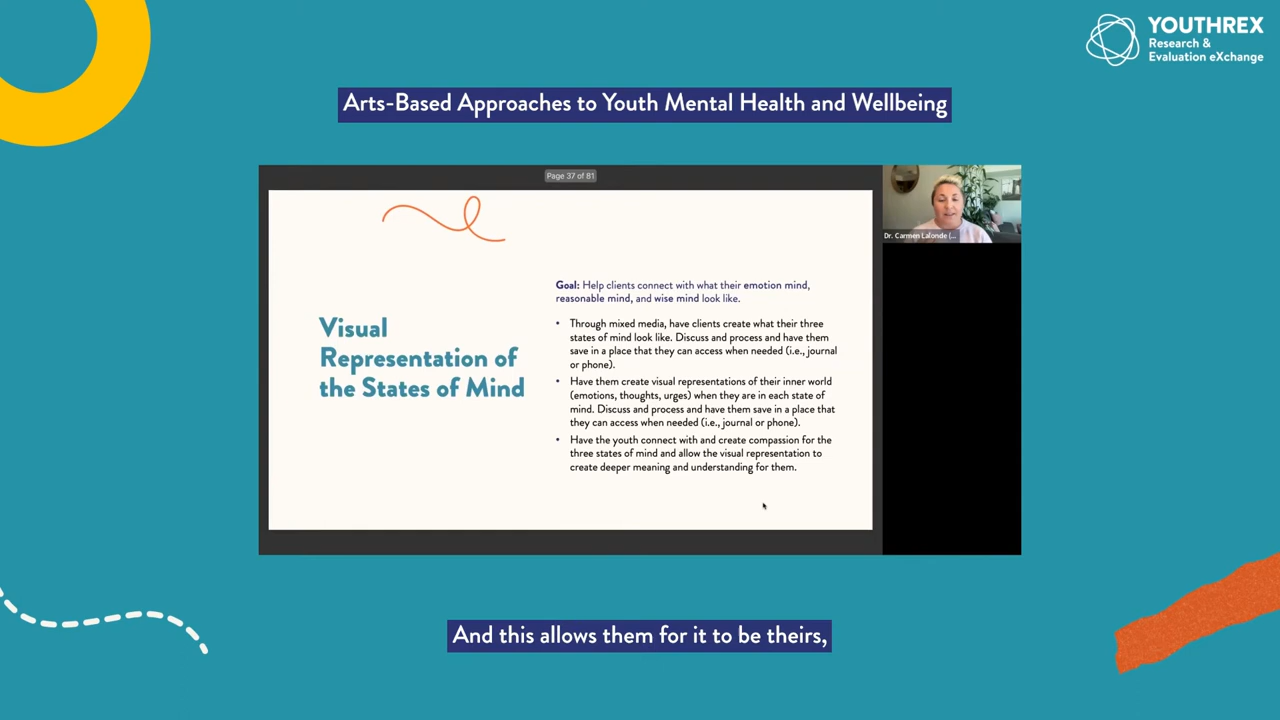 YOUTHREX
Research &
Evaluation eXchange
Arts-Based Approaches to Youth Mental Health and Wellbeing
Page 37 of 81
Dr. Carmen Lalonde (...
Visual
Representation of
the States of Mind
Goal: Help clients connect with what their emotion mind,
reasonable mind, and wise mind look like.
• Through mixed media, have clients create what their three
states of mind look like. Discuss and process and have them
save in a place that they can access when needed (i.e., journal
or phone).
• Have them create visual representations of their inner world
(emotions, thoughts, urges) when they are in each state of
mind. Discuss and process and have them save in a place that
they can access when needed (i.e., journal or phone).
• Have the youth connect with and create compassion for the
three states of mind and allow the visual representation to
create deeper meaning and understanding for them.
And this allows them for it to be theirs,